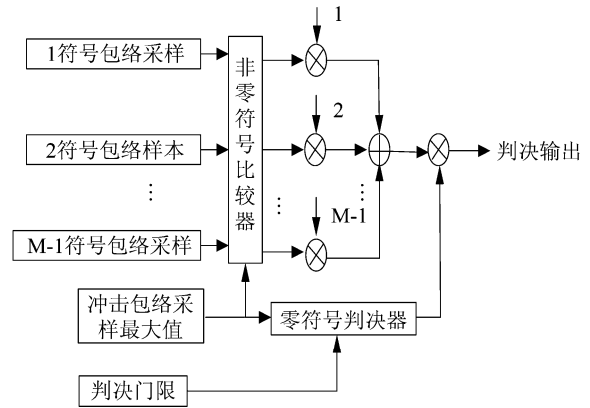 1
1符号包络采样
非零符号比较器
2
2符号包络样本
判决输出
⋮
⋮
⋮
M-1
M-1符号包络采样
冲击包络采
样最大值
零符号判决器
判决门限